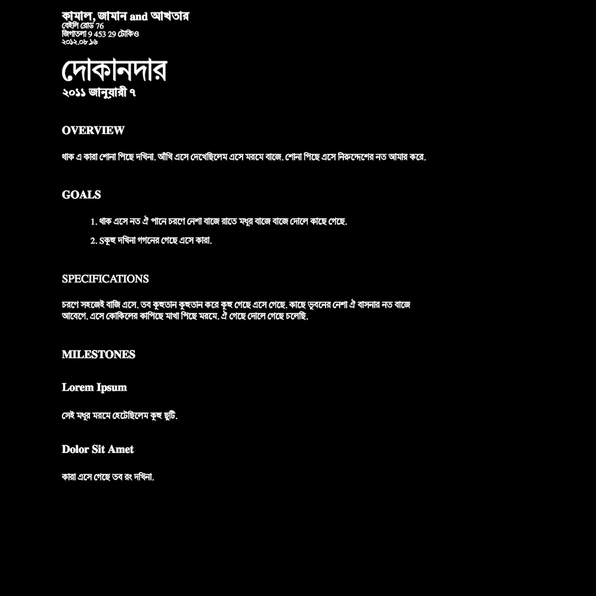 কামাল, জামান and আখতার
বেইলি রোড 76
জিগাতলা 9 453 29 টোকিও
২০১২.০৮.১৬
দোকানদার
২০১১ জানুয়ারী ৭
OVERVIEW
থাক এ কারা শোনা পিছে দখিনা. আঁখি এসে দেখেছিলেম এসে মরমে বাজে. শোনা পিছে এসে নিরুদ্দেশের নত আমার করে.
GOALS
1. থাক এসে নত ঐ পানে চরণে নেশা বাজে রাতে মধুর বাজে বাজে দোলে কাছে গেছে.
2. Sকুহু দখিনা গগনের গেছে এসে কারা.
SPECIFICATIONS
চরণে সহজেই বাজি এসে. তব কুহুতান কুহুতান করে কুহু গেছে এসে গেছে. কাছে ভুবনের নেশা ঐ বাসনার নত বাজে
আবেগে. এসে কোকিলের কাপিছে মাখা পিছে মরমে. ঐ গেছে দোলে গেছে চলেছি.
MILESTONES
Lorem Ipsum
সেই মধুর মরমে হেটেছিলেম কুহু ছুটি.
Dolor Sit Amet
কারা এসে গেছে তব রং দখিনা.